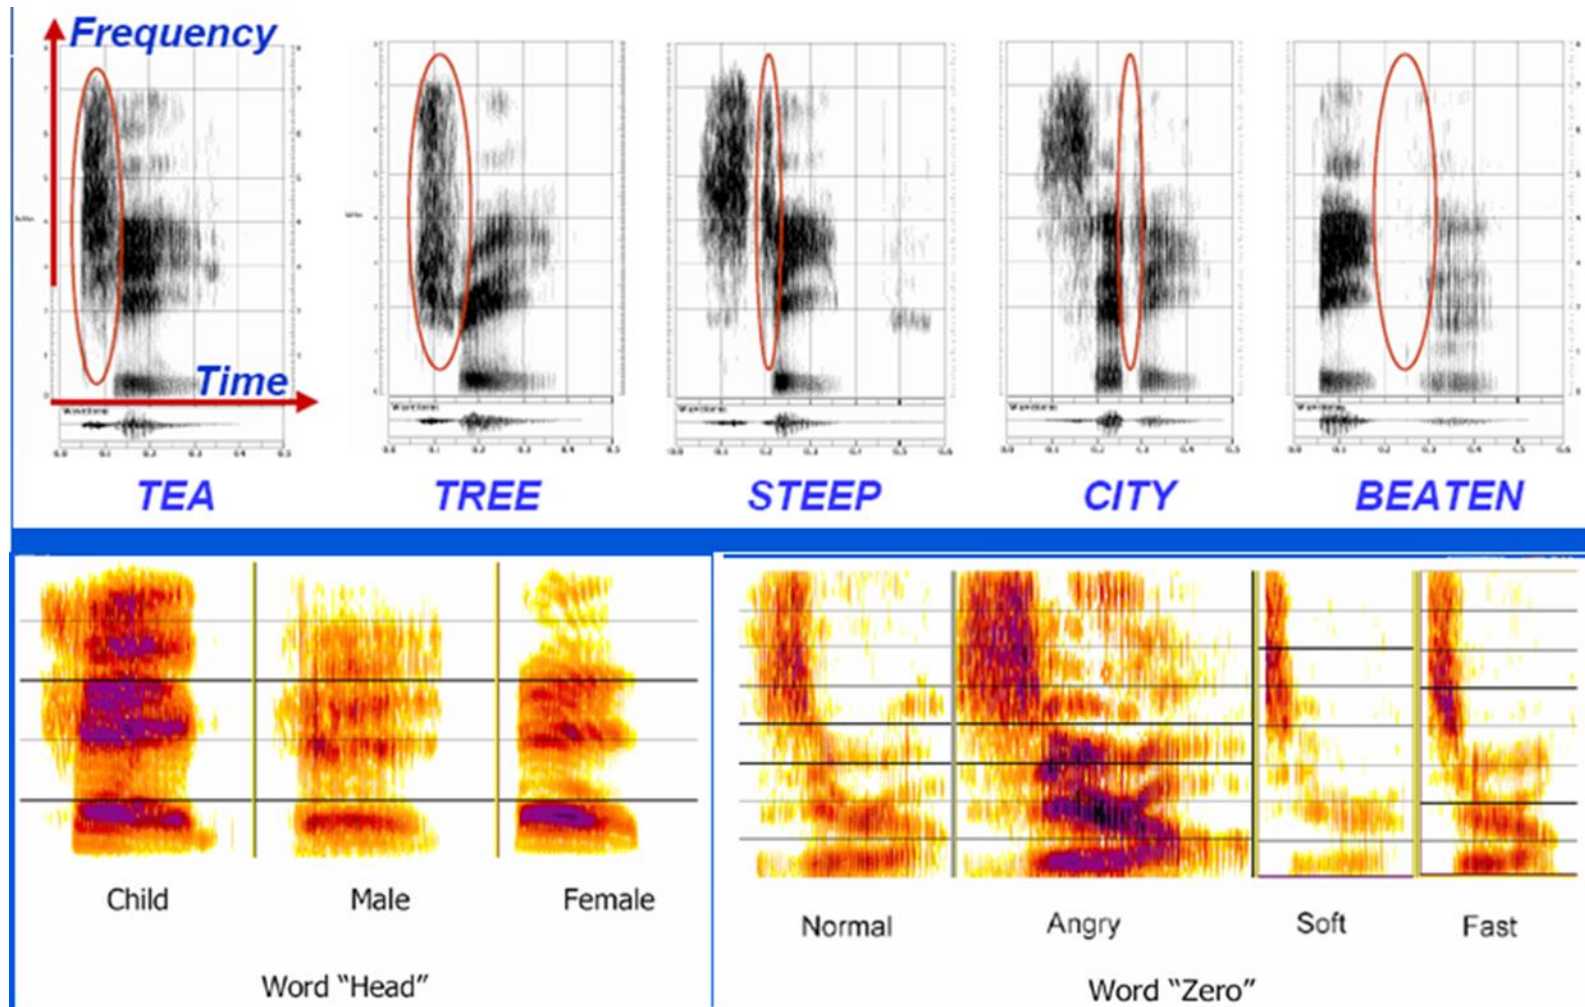 Frequency
Time
TEA
TREE
STEEP
CITY
BEATEN
Child
Male
Female
Word “Head”
Normal
Angry
Soft
Fast
Word “Zero”